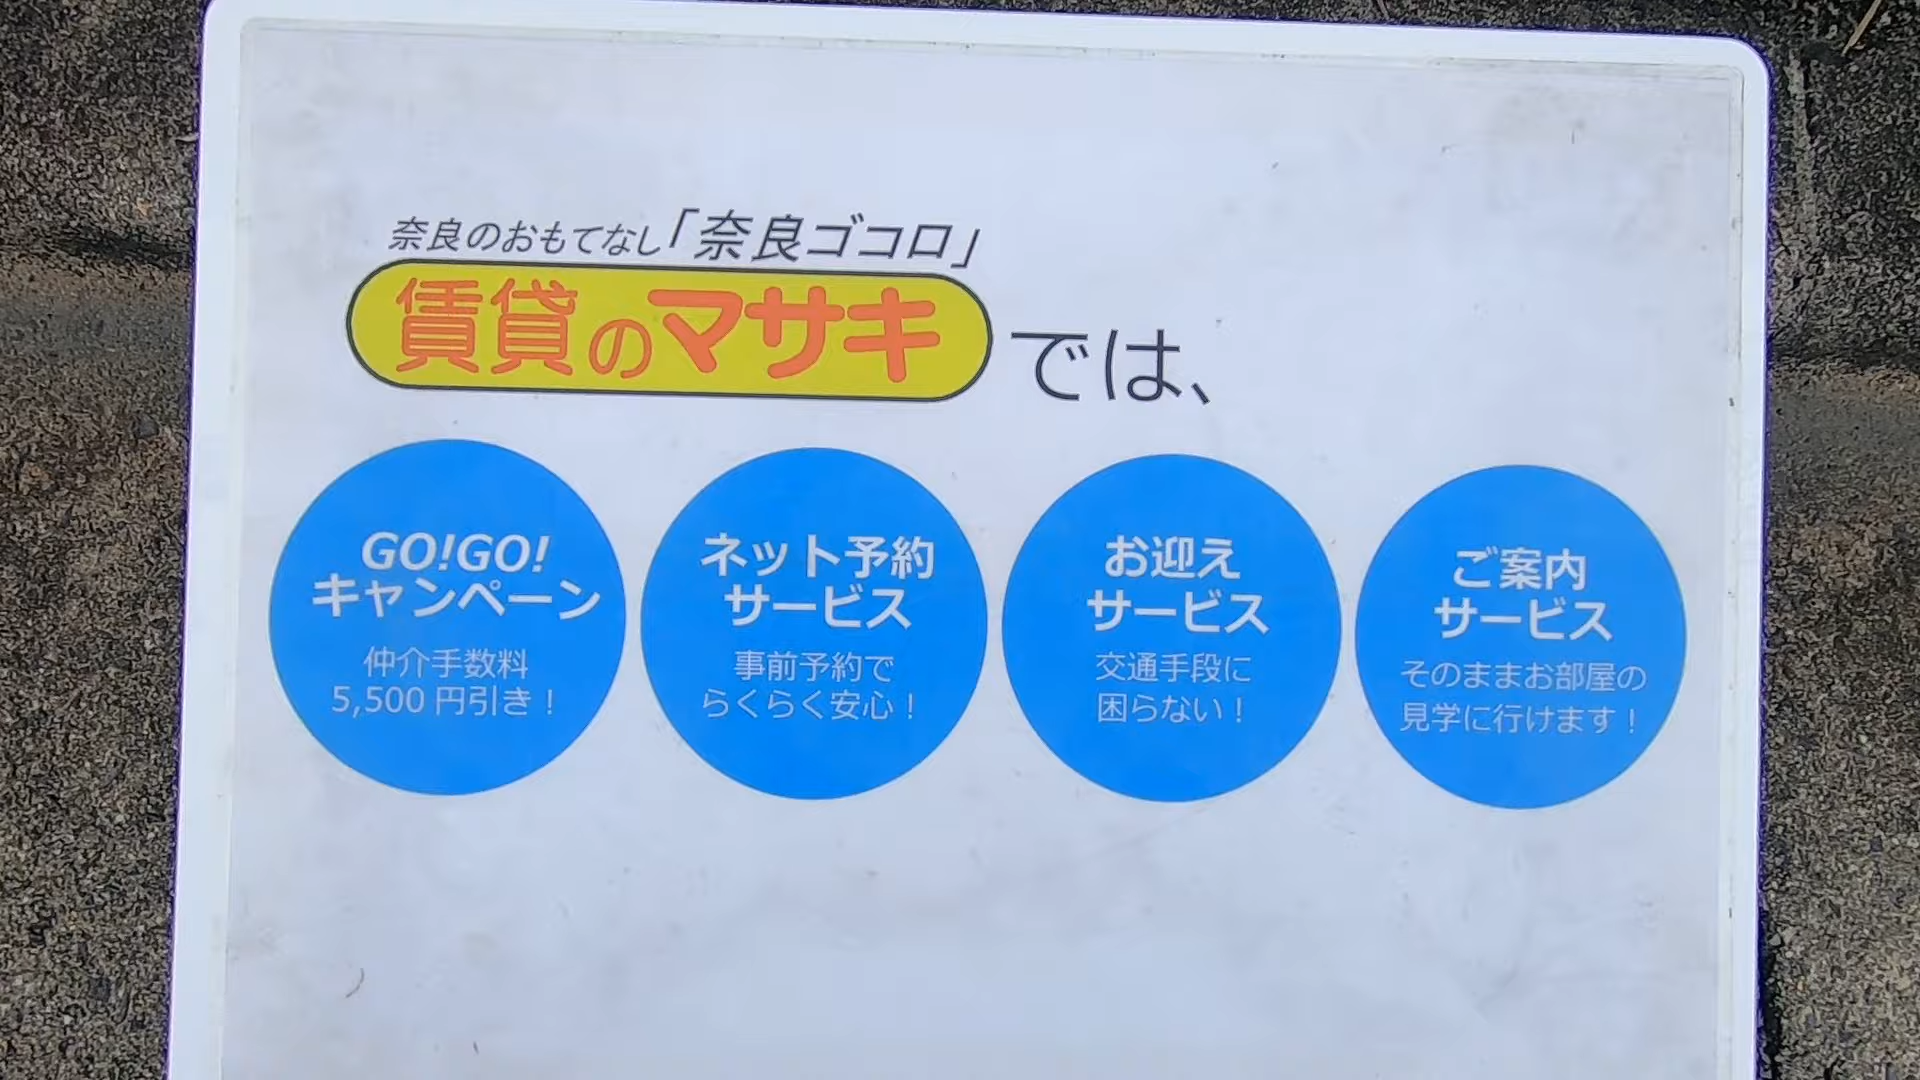 奈良のおもてなし「奈良ゴコロ」
賃貸のマサキでは、
GO!GO!
キャンペーン
仲介手数料
5,500円引き！
ネット予約
サービス
事前予約で
らくらく安心！
お迎え
サービス
交通手段に
困らない！
ご案内
サービス
そのままお部屋の
見学に行けます！